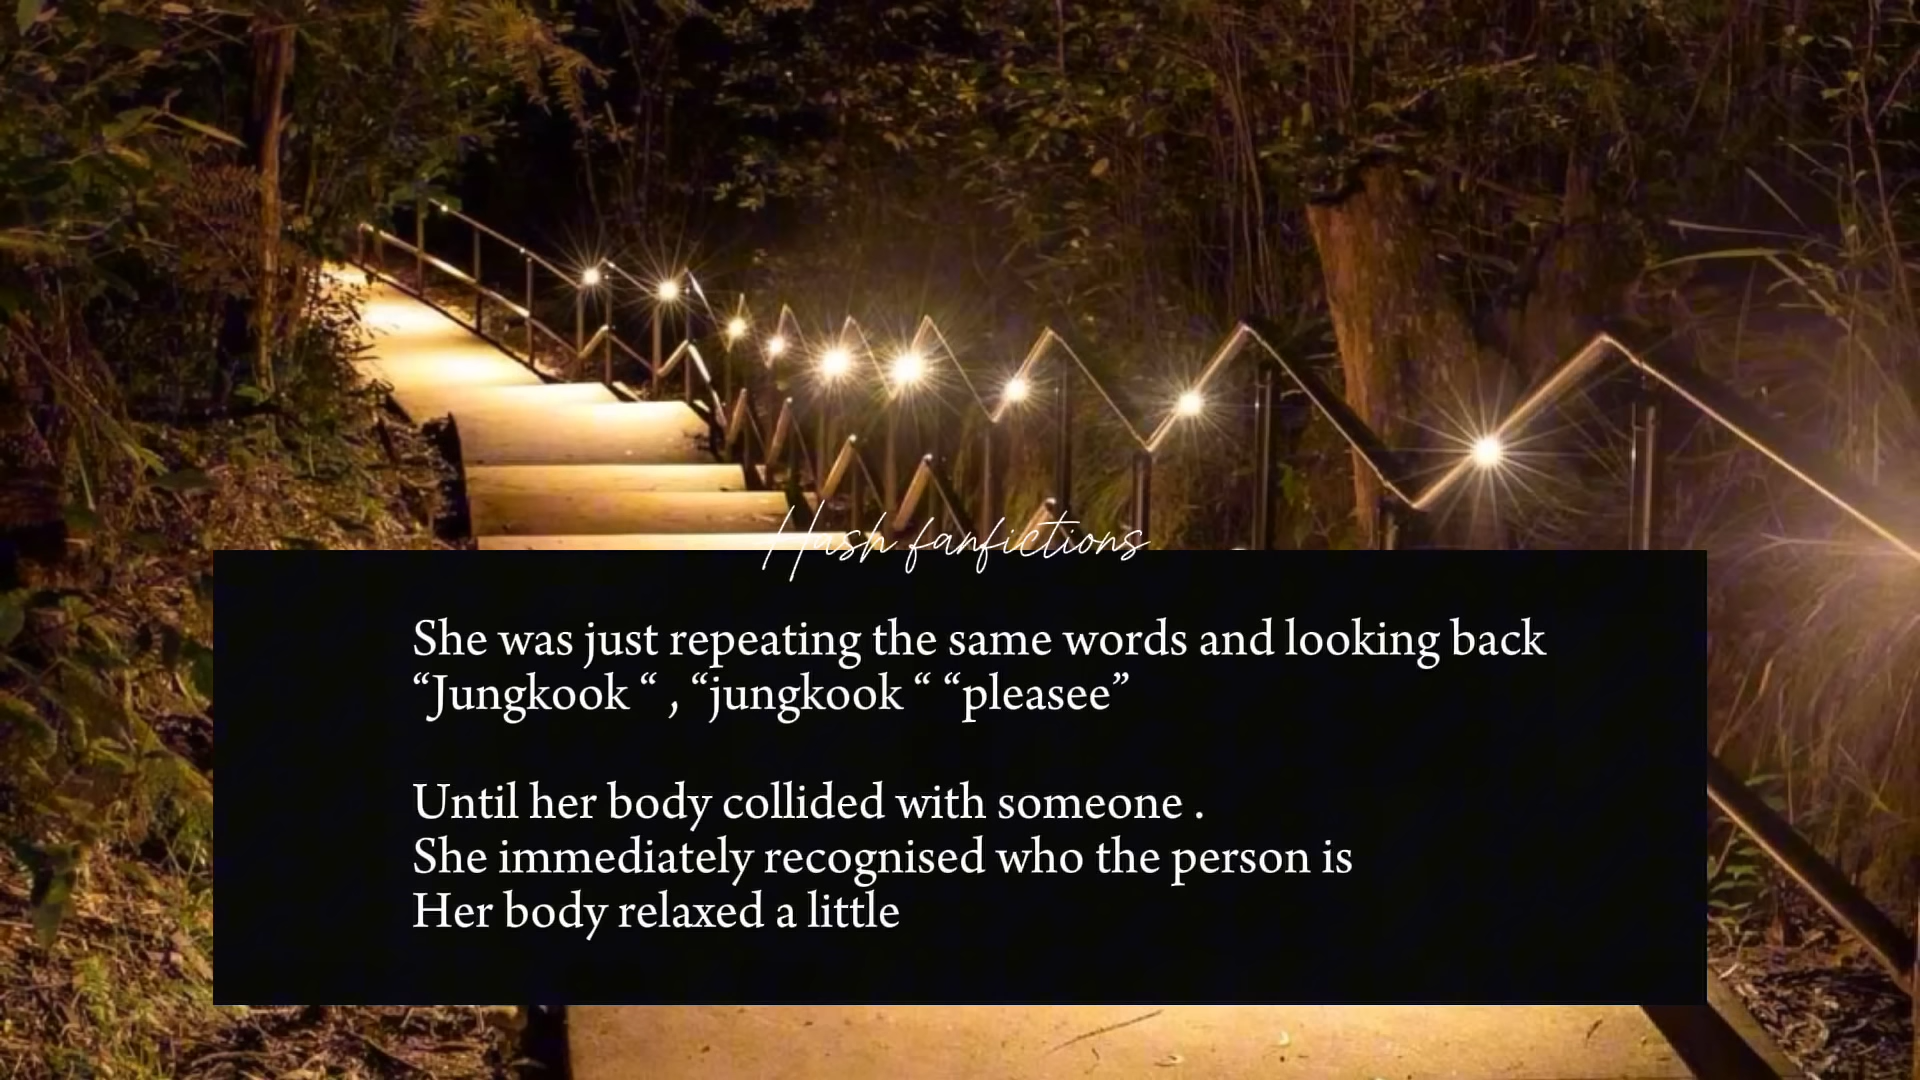 Hash fanfictions
She was just repeating the same words and looking back
“Jungkook “ , “jungkook “ “pleasee”
Until her body collided with someone .
She immediately recognised who the person is
Her body relaxed a little